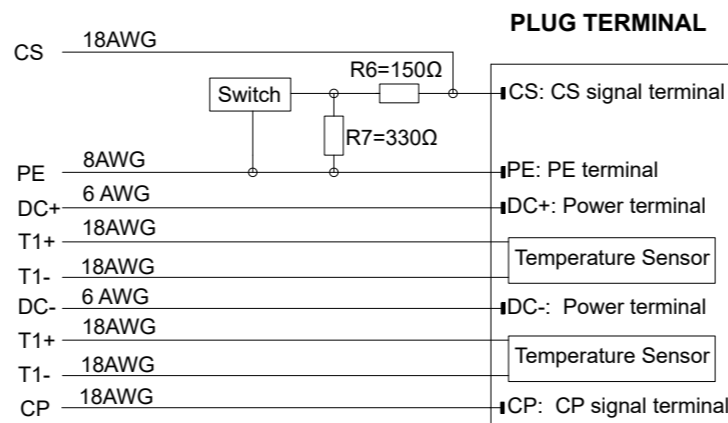 PLUG TERMINAL
CS 18AWG
R6=150Ω
Switch
CS: CS signal terminal
R7=330Ω
PE 8AWG
PE: PE terminal
DC+ 6 AWG
DC+: Power terminal
T1+ 18AWG
Temperature Sensor
T1- 18AWG
DC- 6 AWG
DC-: Power terminal
T1+ 18AWG
Temperature Sensor
T1- 18AWG
CP 18AWG
CP: CP signal terminal